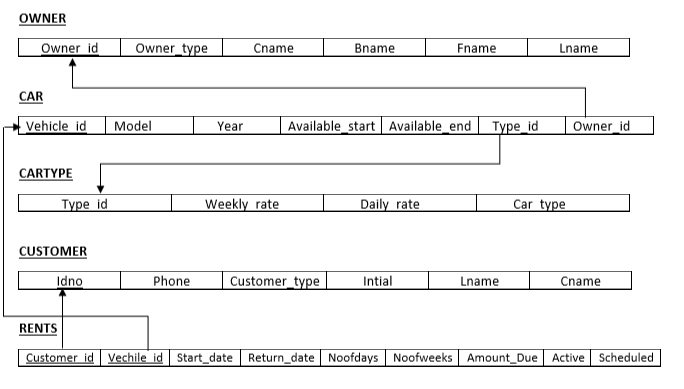 OWNER
Owner_id Owner_type Cname Bname Fname Lname
CAR
Vehicle_id Model Year Available_start Available_end Type_id Owner_id
CARTYPE
Type_id Weekly_rate Daily_rate Car_type
CUSTOMER
Idno Phone Customer_type Intial Lname Cname
RENTS
Customer_id Vechile_id Start_date Return_date Noofdays Noofweeks Amount_Due Active Scheduled